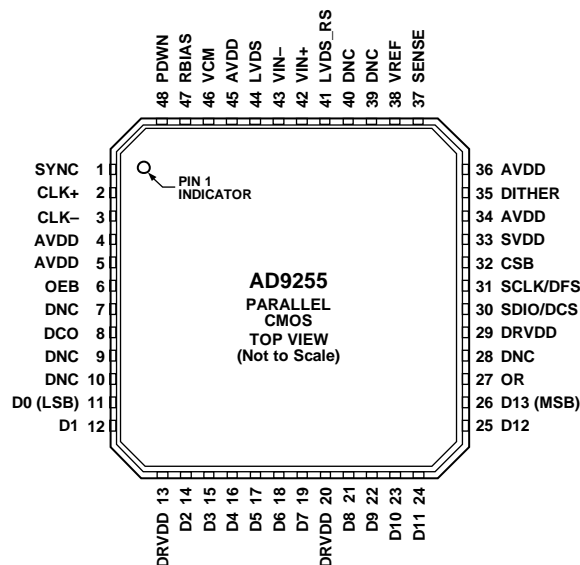 48 PDWN
47 RBIAS
46 VCM
45 AVDD
44 LVDS
43 VIN–
42 VIN+
41 LVDS_RS
40 DNC
39 DNC
38 VREF
37 SENSE
SYNC 1
CLK+ 2
CLK– 3
AVDD 4
AVDD 5
OEB 6
DNC 7
DCO 8
DNC 9
DNC 10
D0 (LSB) 11
D1 12
PIN 1
INDICATOR
AD9255
PARALLEL
CMOS
TOP VIEW
(Not to Scale)
36 AVDD
35 DITHER
34 AVDD
33 SVDD
32 CSB
31 SCLK/DFS
30 SDIO/DCS
29 DRVDD
28 DNC
27 OR
26 D13 (MSB)
25 D12
DRVDD 13
D2 14
D3 15
D4 16
D5 17
D6 18
D7 19
DRVDD 20
D8 21
D9 22
D10 23
D11 24